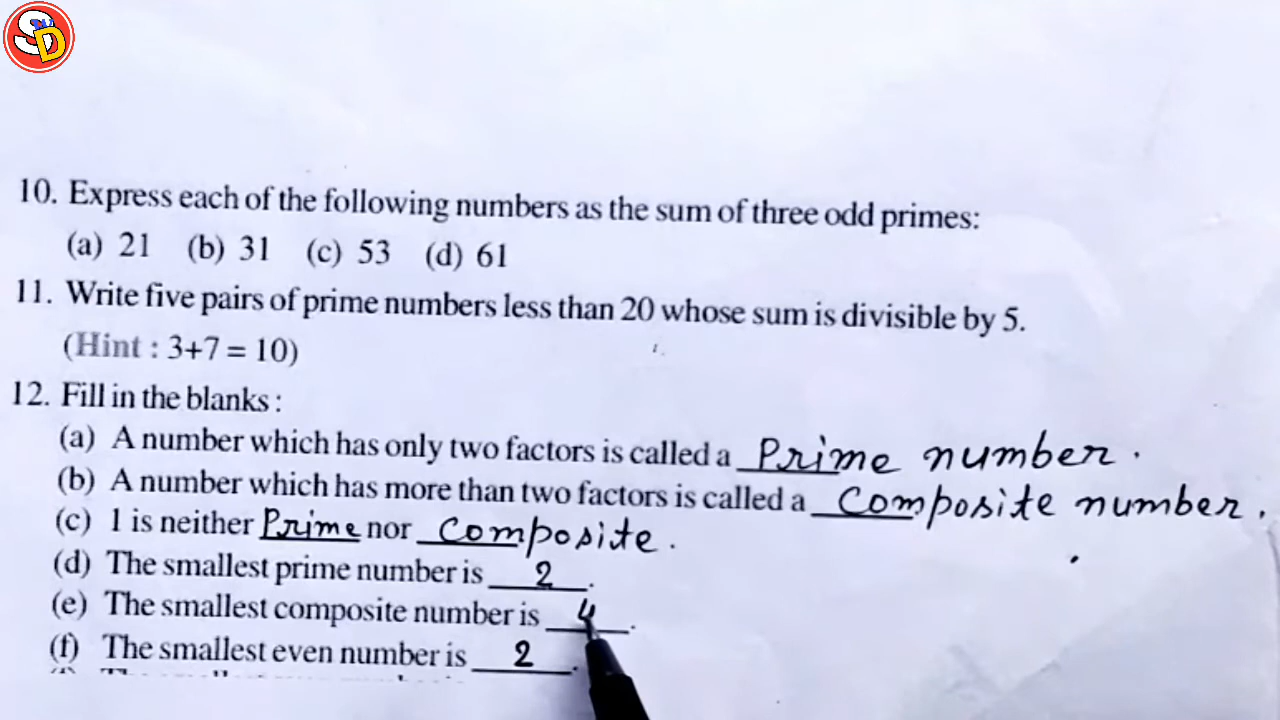 SD
10. Express each of the following numbers as the sum of three odd primes:
(a) 21 (b) 31 (c) 53 (d) 61
11. Write five pairs of prime numbers less than 20 whose sum is divisible by 5.
(Hint : 3+7 = 10)
12. Fill in the blanks :
(a) A number which has only two factors is called a Prime number.
(b) A number which has more than two factors is called a Composite number.
(c) 1 is neither Prime nor Composite.
(d) The smallest prime number is 2.
(e) The smallest composite number is 4.
(f) The smallest even number is 2.